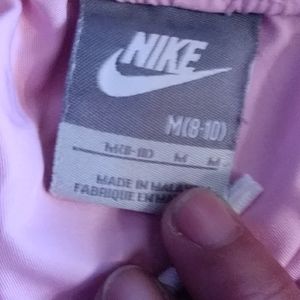 NIKE
M(8-10)
M(8-10) M M
MADE IN
FABRIQUE EN